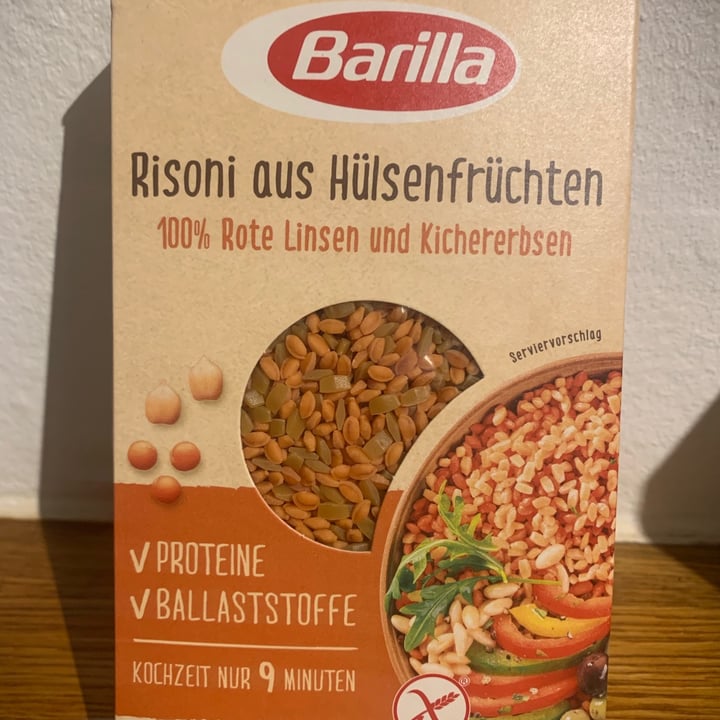 Barilla
Risoni aus Hülsenfrüchten
100% Rote Linsen und Kichererbsen
Serviervorschlag
√ PROTEINE
√ BALLASTSTOFFE
KOCHZEIT NUR 9 MINUTEN
®